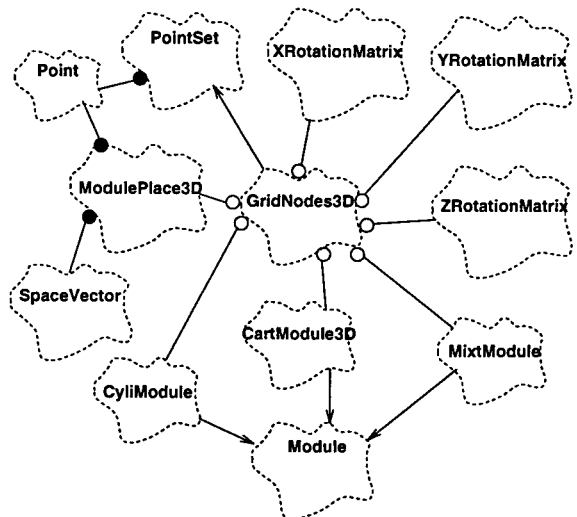 PointSet
XRotationMatrix
YRotationMatrix
Point
ModulePlace3D
GridNodes3D
ZRotationMatrix
SpaceVector
CartModule3D
MixtModule
CyliModule
Module